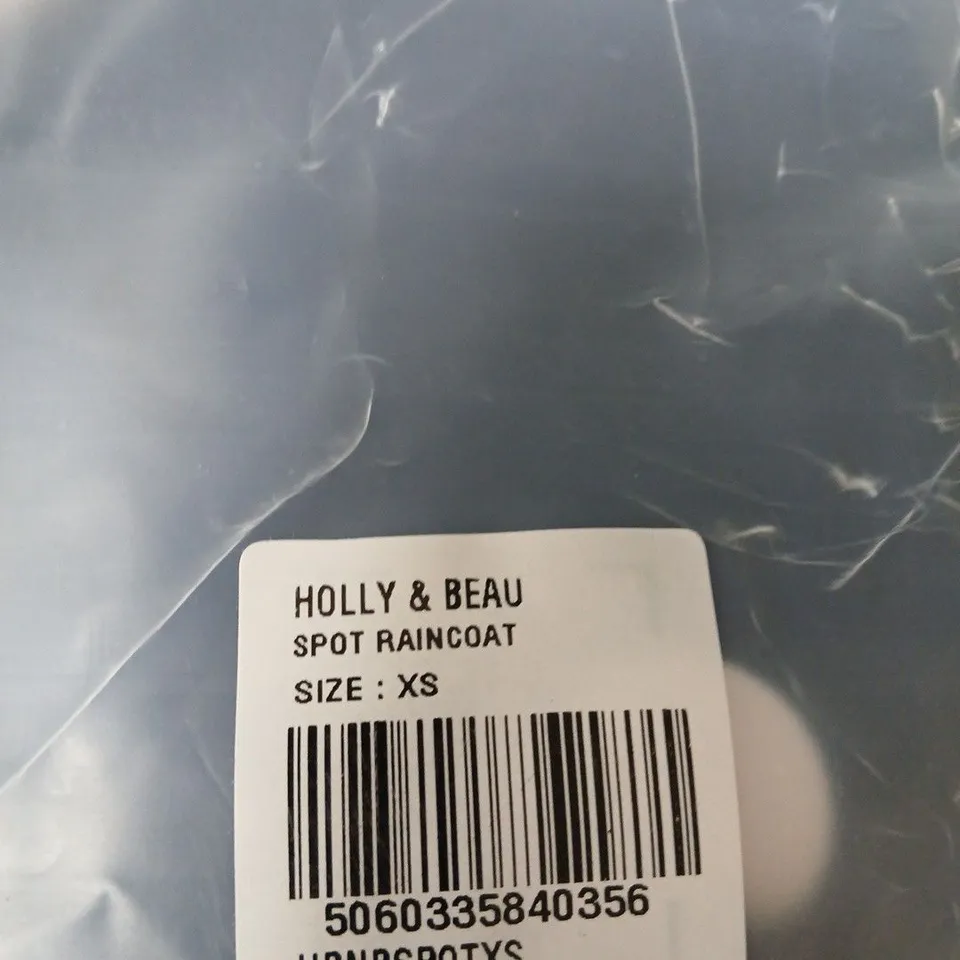 HOLLY & BEAU
SPOT RAINCOAT
SIZE : XS
5060335840356